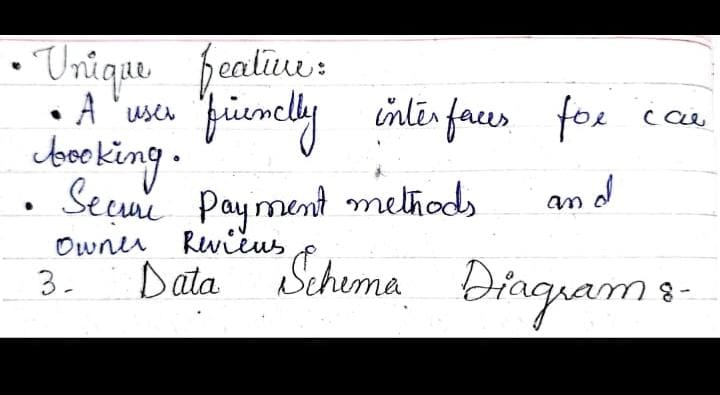 • Unique feature:
• A user friendly interfaces for car
booking.
• Secure Payment methods and
Owner Reviews
3- Data Schema Diagram :-